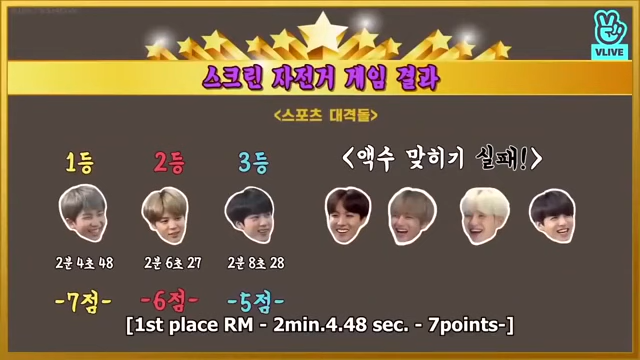 VLIVE
스크린 자전거 게임 결과
<스포츠 대격돌>
1등 2등 3등 <액수 맞히기 실패!>
2분 4초 48 2분 6초 27 2분 8초 28
-7점- -6점- -5점-
[1st place RM - 2min.4.48 sec. - 7points-]